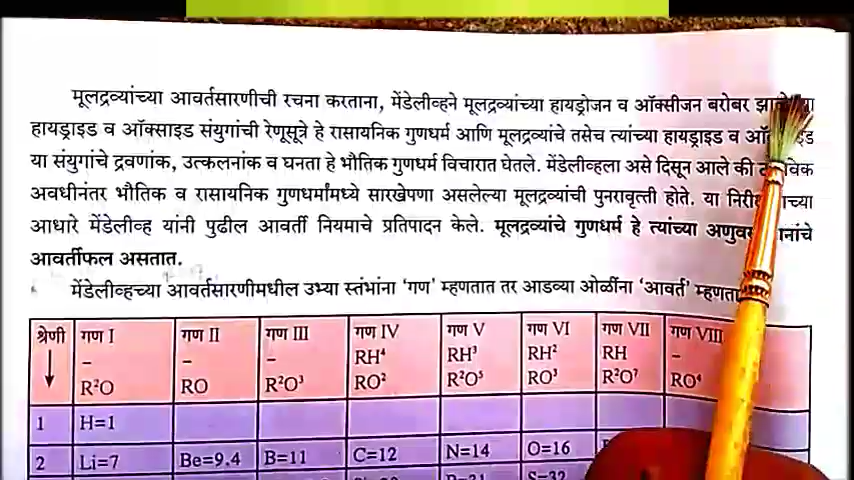 मूलद्रव्यांच्या आवर्तसारणीची रचना करताना, मेंडेलीव्हने मूलद्रव्यांच्या हायड्रोजन व ऑक्सीजन बरोबर
हायड्राइड व ऑक्साइड संयुगांची रेणूसूत्रे हे रासायनिक गुणधर्म आणि मूलद्रव्यांचे तसेच त्यांच्या हायड्राइड व
या संयुगांचे द्रवणांक, उत्कलनांक व घनता हे भौतिक गुणधर्म विचारात घेतले. मेंडेलीव्हला असे दिसून आले की
अवधीनंतर भौतिक व रासायनिक गुणधर्मांमध्ये सारखेपणा असलेल्या मूलद्रव्यांची पुनरावृत्ती होते. या
आधारे मेंडेलीव्ह यांनी पुढील आवर्ती नियमाचे प्रतिपादन केले. मूलद्रव्यांचे गुणधर्म हे त्यांच्या
आवर्तीफल असतात.
मेंडेलीव्हच्या आवर्तसारणीमधील उभ्या स्तंभांना ‘गण’ म्हणतात तर आडव्या ओळींना ‘आवर्त’
श्रेणी गण I गण II गण III गण IV गण V गण VI गण VII गण VIII
↓ – – – RH⁴ RH³ RH² RH –
R²O RO R²O³ RO² R²O⁵ RO³ R²O⁷ RO⁴
1 H=1
2 Li=7 Be=9.4 B=11 C=12 N=14 O=16